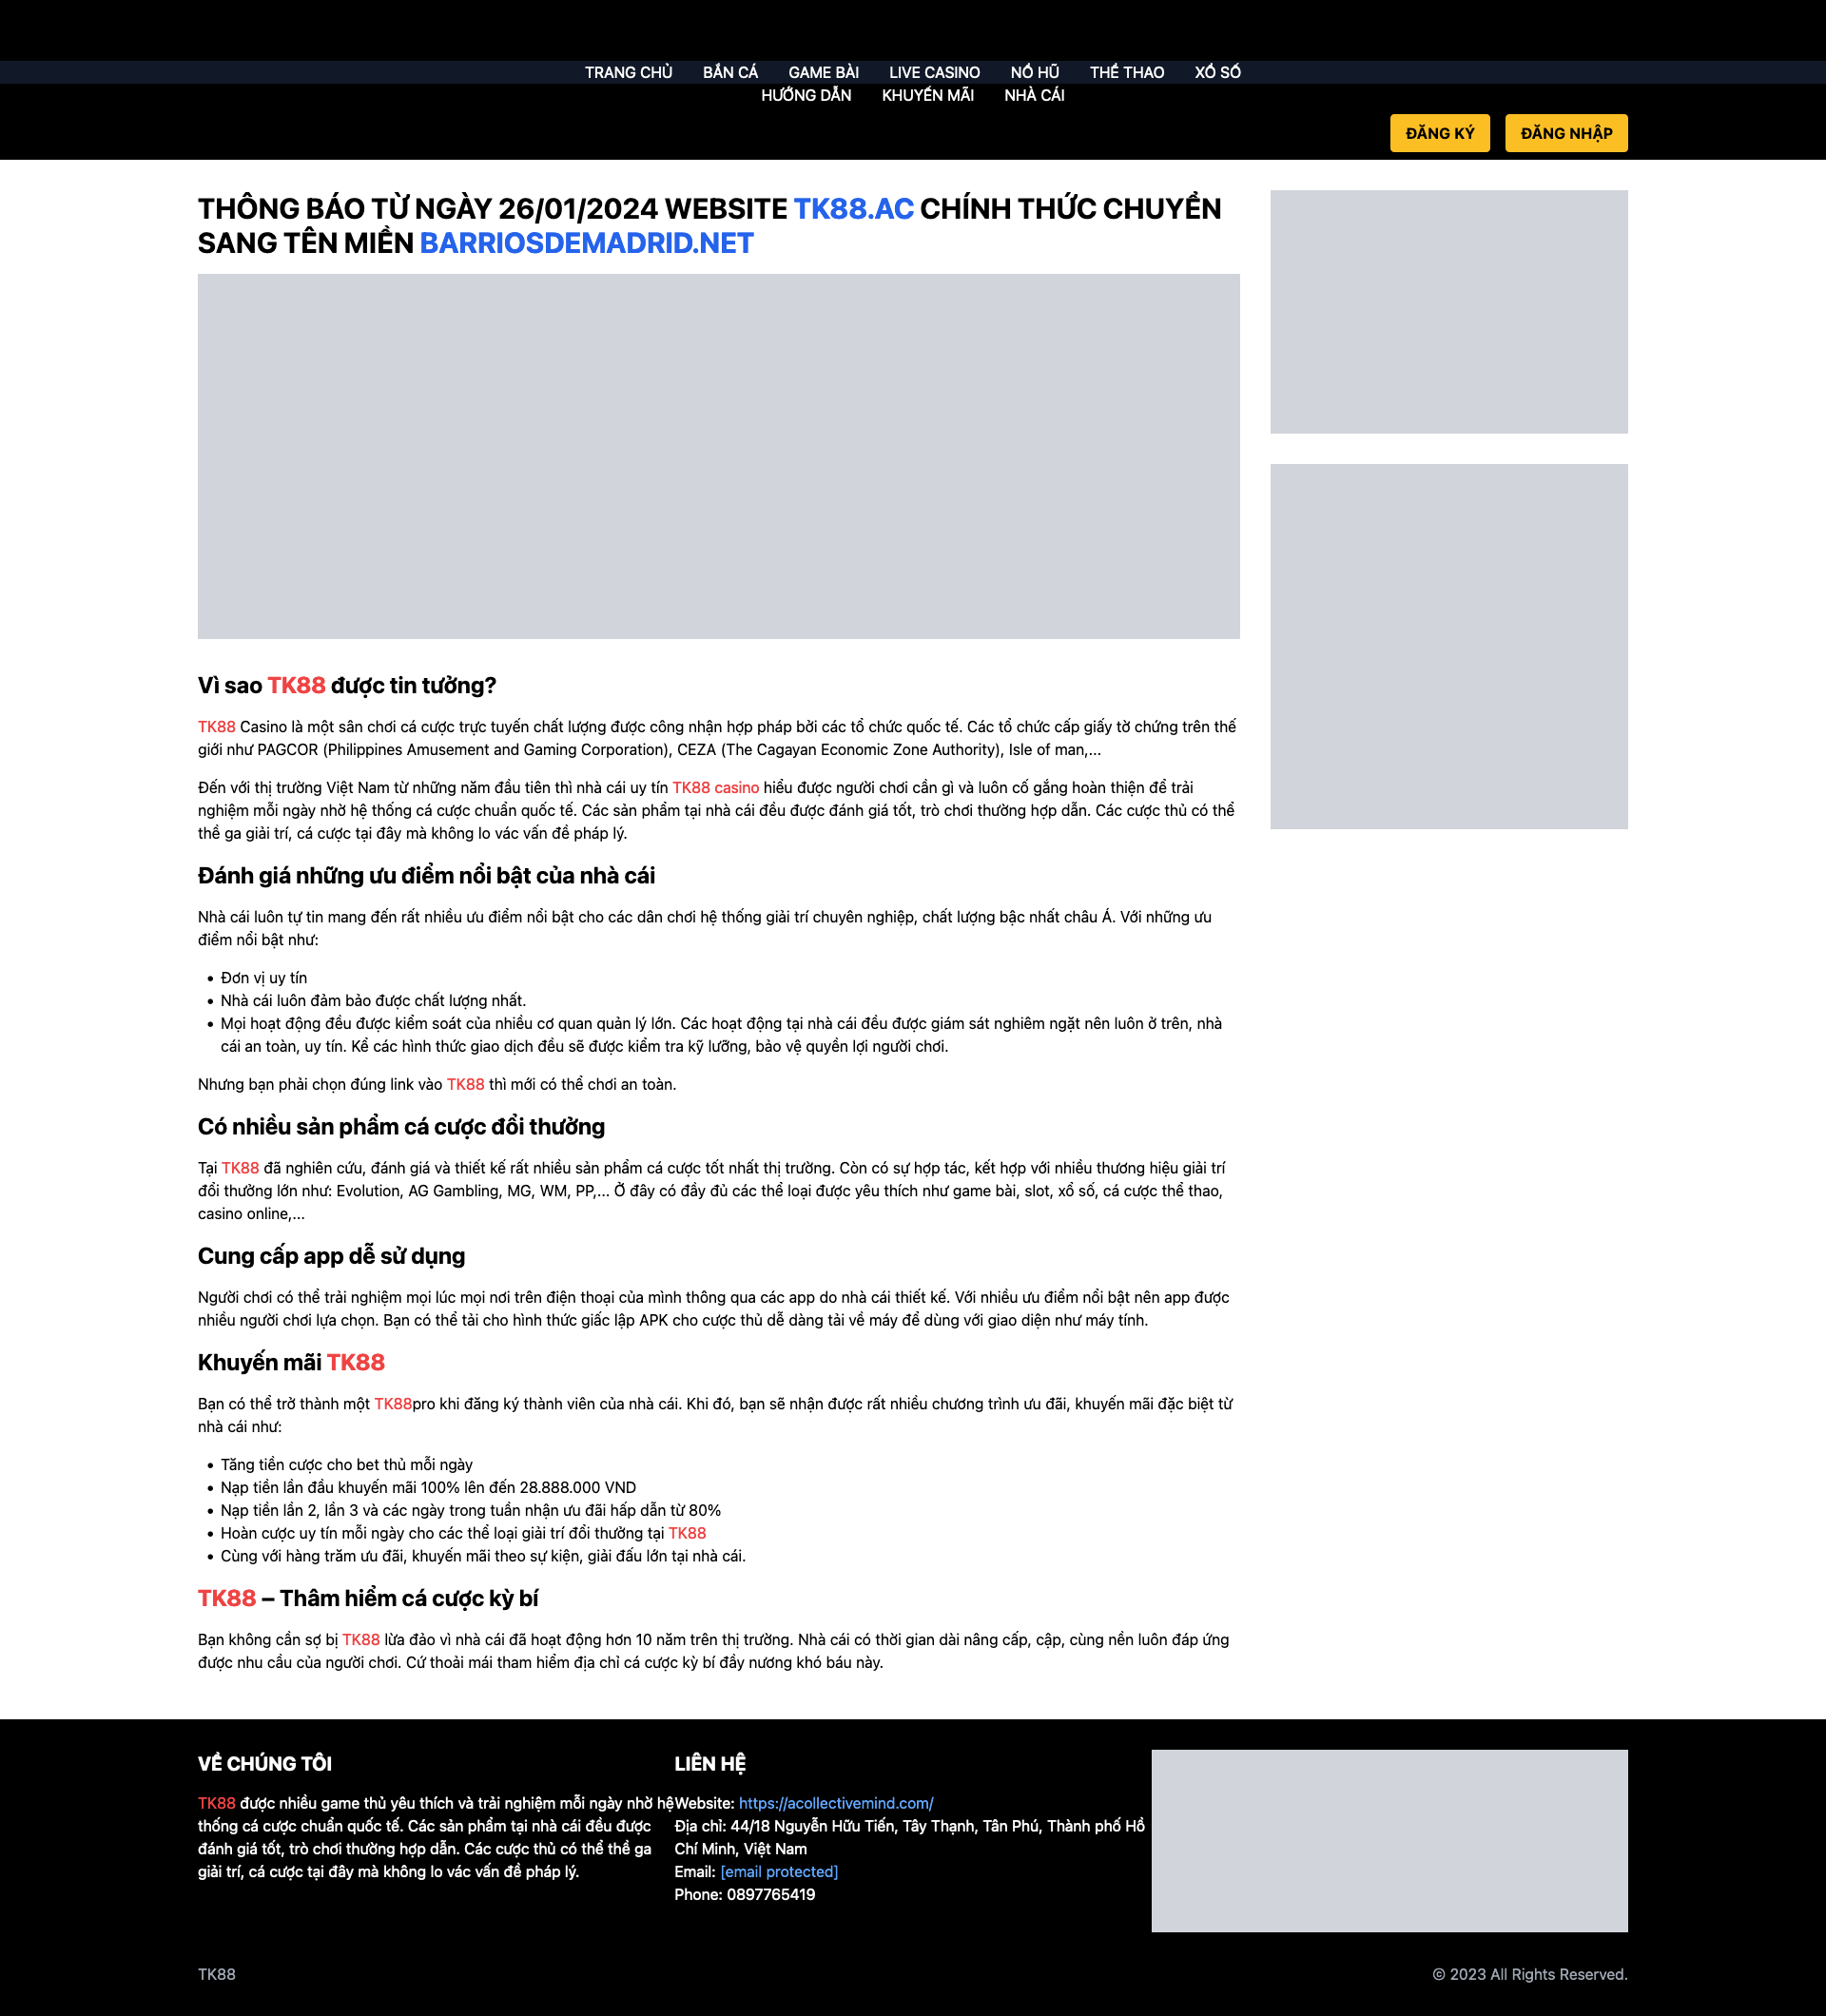 TRANG CHỦ BẮN CÁ GAME BÀI LIVE CASINO NỔ HŨ THỂ THAO XỔ SỐ
HƯỚNG DẪN KHUYẾN MÃI NHÀ CÁI
ĐĂNG KÝ ĐĂNG NHẬP
THÔNG BÁO TỪ NGÀY 26/01/2024 WEBSITE TK88.AC CHÍNH THỨC CHUYỂN
SANG TÊN MIỀN BARRIOSDEMADRID.NET
Vì sao TK88 được tin tưởng?
TK88 Casino là một sân chơi cá cược trực tuyến chất lượng được công nhận hợp pháp bởi các tổ chức quốc tế. Các tổ chức cấp giấy tờ chứng trên thế
giới như PAGCOR (Philippines Amusement and Gaming Corporation), CEZA (The Cagayan Economic Zone Authority), Isle of man,...
Đến với thị trường Việt Nam từ những năm đầu tiên thì nhà cái uy tín TK88 casino hiểu được người chơi cần gì và luôn cố gắng hoàn thiện để trải
nghiệm mỗi ngày nhờ hệ thống cá cược chuẩn quốc tế. Các sản phẩm tại nhà cái đều được đánh giá tốt, trò chơi thường hợp dẫn. Các cược thủ có thể
thề ga giải trí, cá cược tại đây mà không lo vác vấn đề pháp lý.
Đánh giá những ưu điểm nổi bật của nhà cái
Nhà cái luôn tự tin mang đến rất nhiều ưu điểm nổi bật cho các dân chơi hệ thống giải trí chuyên nghiệp, chất lượng bậc nhất châu Á. Với những ưu
điểm nổi bật như:
• Đơn vị uy tín
• Nhà cái luôn đảm bảo được chất lượng nhất.
• Mọi hoạt động đều được kiểm soát của nhiều cơ quan quản lý lớn. Các hoạt động tại nhà cái đều được giám sát nghiêm ngặt nên luôn ở trên, nhà
cái an toàn, uy tín. Kể các hình thức giao dịch đều sẽ được kiểm tra kỹ lưỡng, bảo vệ quyền lợi người chơi.
Nhưng bạn phải chọn đúng link vào TK88 thì mới có thể chơi an toàn.
Có nhiều sản phẩm cá cược đổi thưởng
Tại TK88 đã nghiên cứu, đánh giá và thiết kế rất nhiều sản phẩm cá cược tốt nhất thị trường. Còn có sự hợp tác, kết hợp với nhiều thương hiệu giải trí
đổi thưởng lớn như: Evolution, AG Gambling, MG, WM, PP,... Ở đây có đầy đủ các thể loại được yêu thích như game bài, slot, xổ số, cá cược thể thao,
casino online,...
Cung cấp app dễ sử dụng
Người chơi có thể trải nghiệm mọi lúc mọi nơi trên điện thoại của mình thông qua các app do nhà cái thiết kế. Với nhiều ưu điểm nổi bật nên app được
nhiều người chơi lựa chọn. Bạn có thể tải cho hình thức giấc lập APK cho cược thủ dễ dàng tải về máy để dùng với giao diện như máy tính.
Khuyến mãi TK88
Bạn có thể trở thành một TK88pro khi đăng ký thành viên của nhà cái. Khi đó, bạn sẽ nhận được rất nhiều chương trình ưu đãi, khuyến mãi đặc biệt từ
nhà cái như:
• Tăng tiền cược cho bet thủ mỗi ngày
• Nạp tiền lần đầu khuyến mãi 100% lên đến 28.888.000 VND
• Nạp tiền lần 2, lần 3 và các ngày trong tuần nhận ưu đãi hấp dẫn từ 80%
• Hoàn cược uy tín mỗi ngày cho các thể loại giải trí đổi thưởng tại TK88
• Cùng với hàng trăm ưu đãi, khuyến mãi theo sự kiện, giải đấu lớn tại nhà cái.
TK88 – Thâm hiểm cá cược kỳ bí
Bạn không cần sợ bị TK88 lừa đảo vì nhà cái đã hoạt động hơn 10 năm trên thị trường. Nhà cái có thời gian dài nâng cấp, cập, cùng nền luôn đáp ứng
được nhu cầu của người chơi. Cứ thoải mái tham hiểm địa chỉ cá cược kỳ bí đầy nương khó báu này.
VỀ CHÚNG TÔI
TK88 được nhiều game thủ yêu thích và trải nghiệm mỗi ngày nhờ hệ
thống cá cược chuẩn quốc tế. Các sản phẩm tại nhà cái đều được
đánh giá tốt, trò chơi thường hợp dẫn. Các cược thủ có thể thề ga
giải trí, cá cược tại đây mà không lo vác vấn đề pháp lý.
LIÊN HỆ
Website: https://acollectivemind.com/
Địa chỉ: 44/18 Nguyễn Hữu Tiến, Tây Thạnh, Tân Phú, Thành phố Hồ
Chí Minh, Việt Nam
Email: [email protected]
Phone: 0897765419
TK88
© 2023 All Rights Reserved.